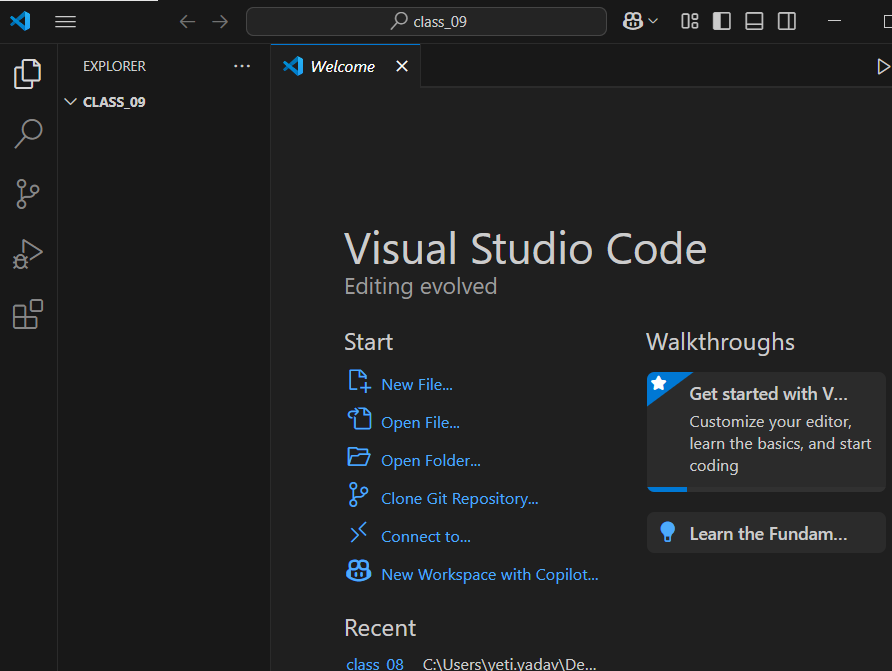 class_09
EXPLORER
Welcome
CLASS_09
Visual Studio Code
Editing evolved
Start
New File...
Open File...
Open Folder...
Clone Git Repository...
Connect to...
New Workspace with Copilot...
Recent
class_08 C:\Users\yeti.yadav\De...
Walkthroughs
Get started with V...
Customize your editor,
learn the basics, and start
coding
Learn the Fundam...